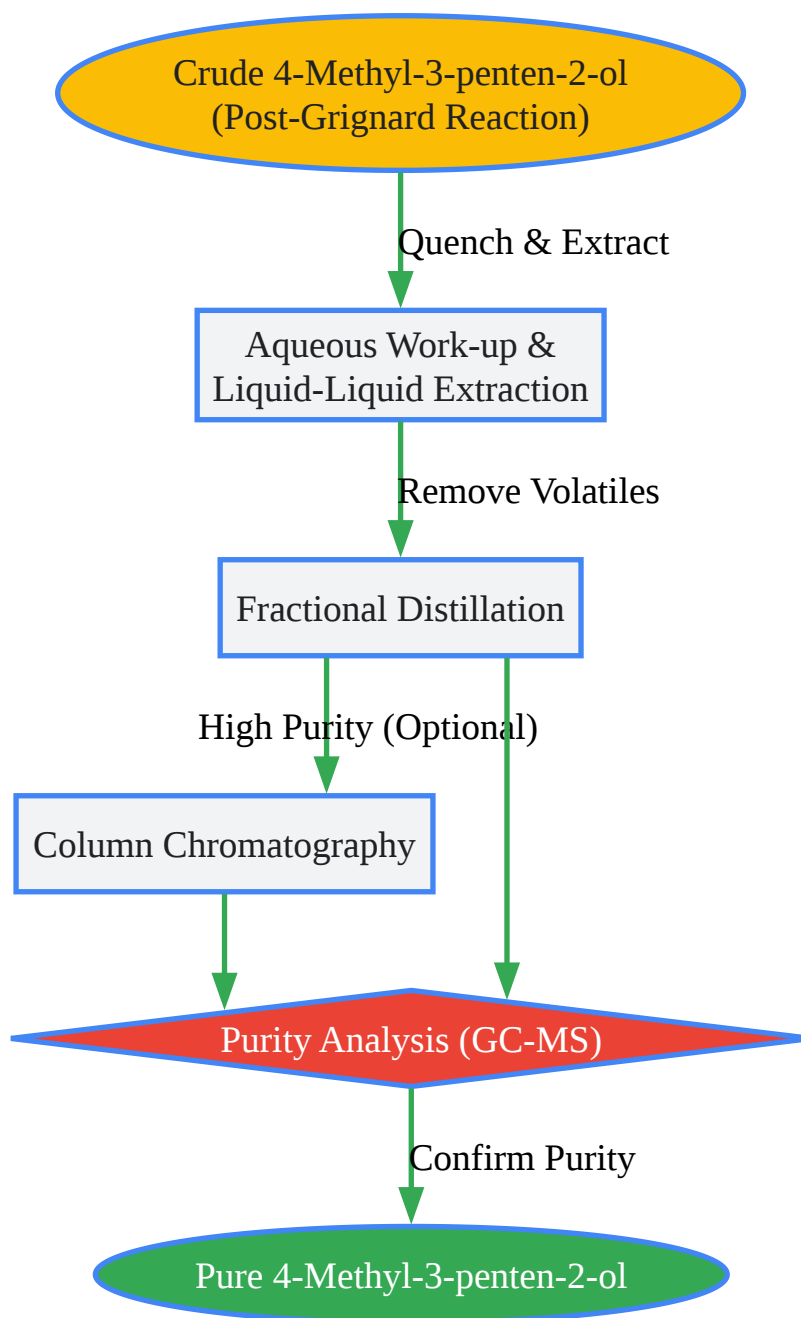 Crude 4-Methyl-3-penten-2-ol
(Post-Grignard Reaction)
Quench & Extract
Aqueous Work-up &
Liquid-Liquid Extraction
Remove Volatiles
Fractional Distillation
High Purity (Optional)
Column Chromatography
Purity Analysis (GC-MS)
Confirm Purity
Pure 4-Methyl-3-penten-2-ol